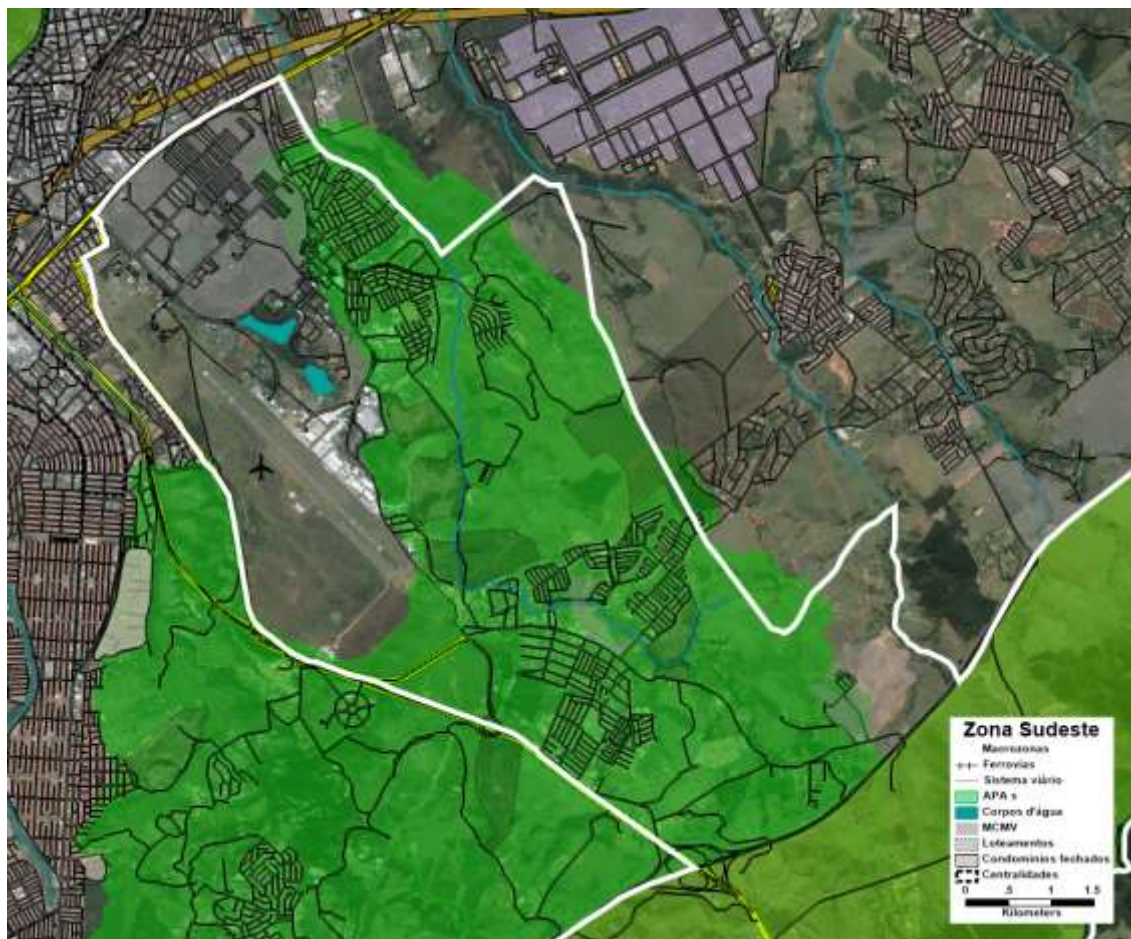 Zona Sudeste
Macrozonas
Ferrovias
Sistema viário
APA s
Corpos d'água
MCMV
Loteamentos
Condomínios fechados
Centralidades
0 .5 1 1.5
Kilometers